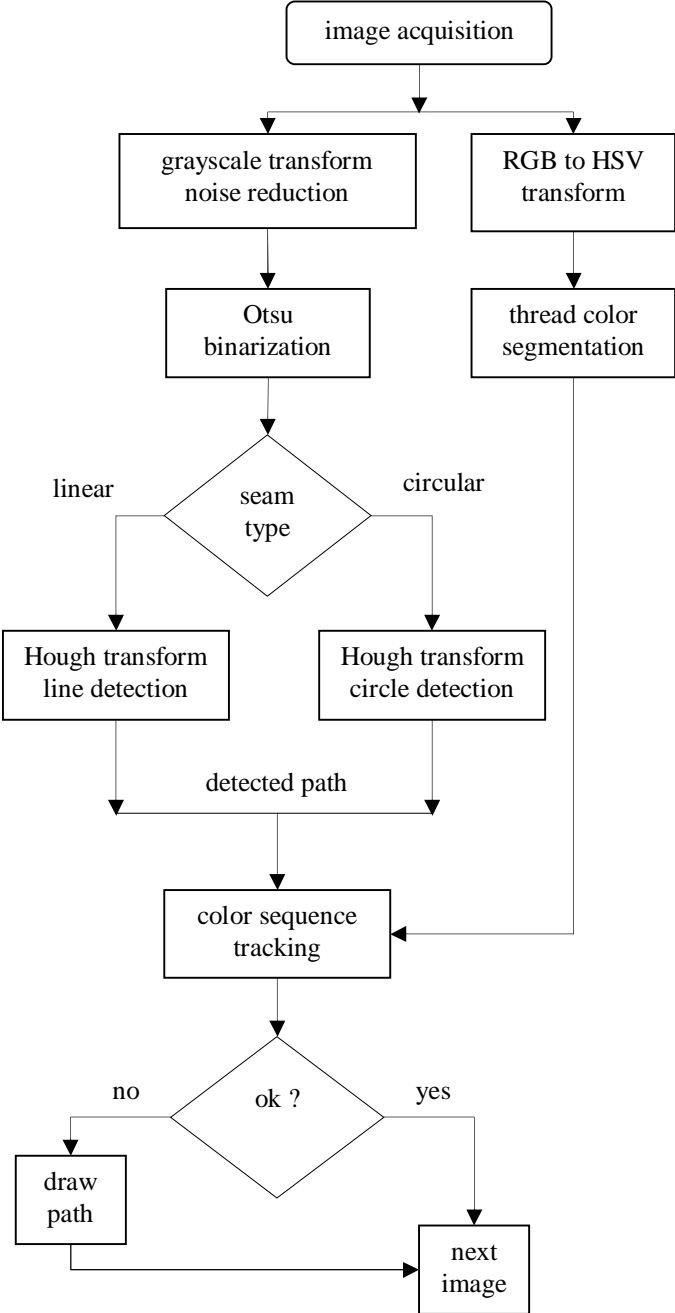 image acquisition
grayscale transform
noise reduction
RGB to HSV
transform
Otsu
binarization
thread color
segmentation
linear
seam
type
circular
Hough transform
line detection
Hough transform
circle detection
detected path
color sequence
tracking
no
ok ?
yes
draw
path
next
image